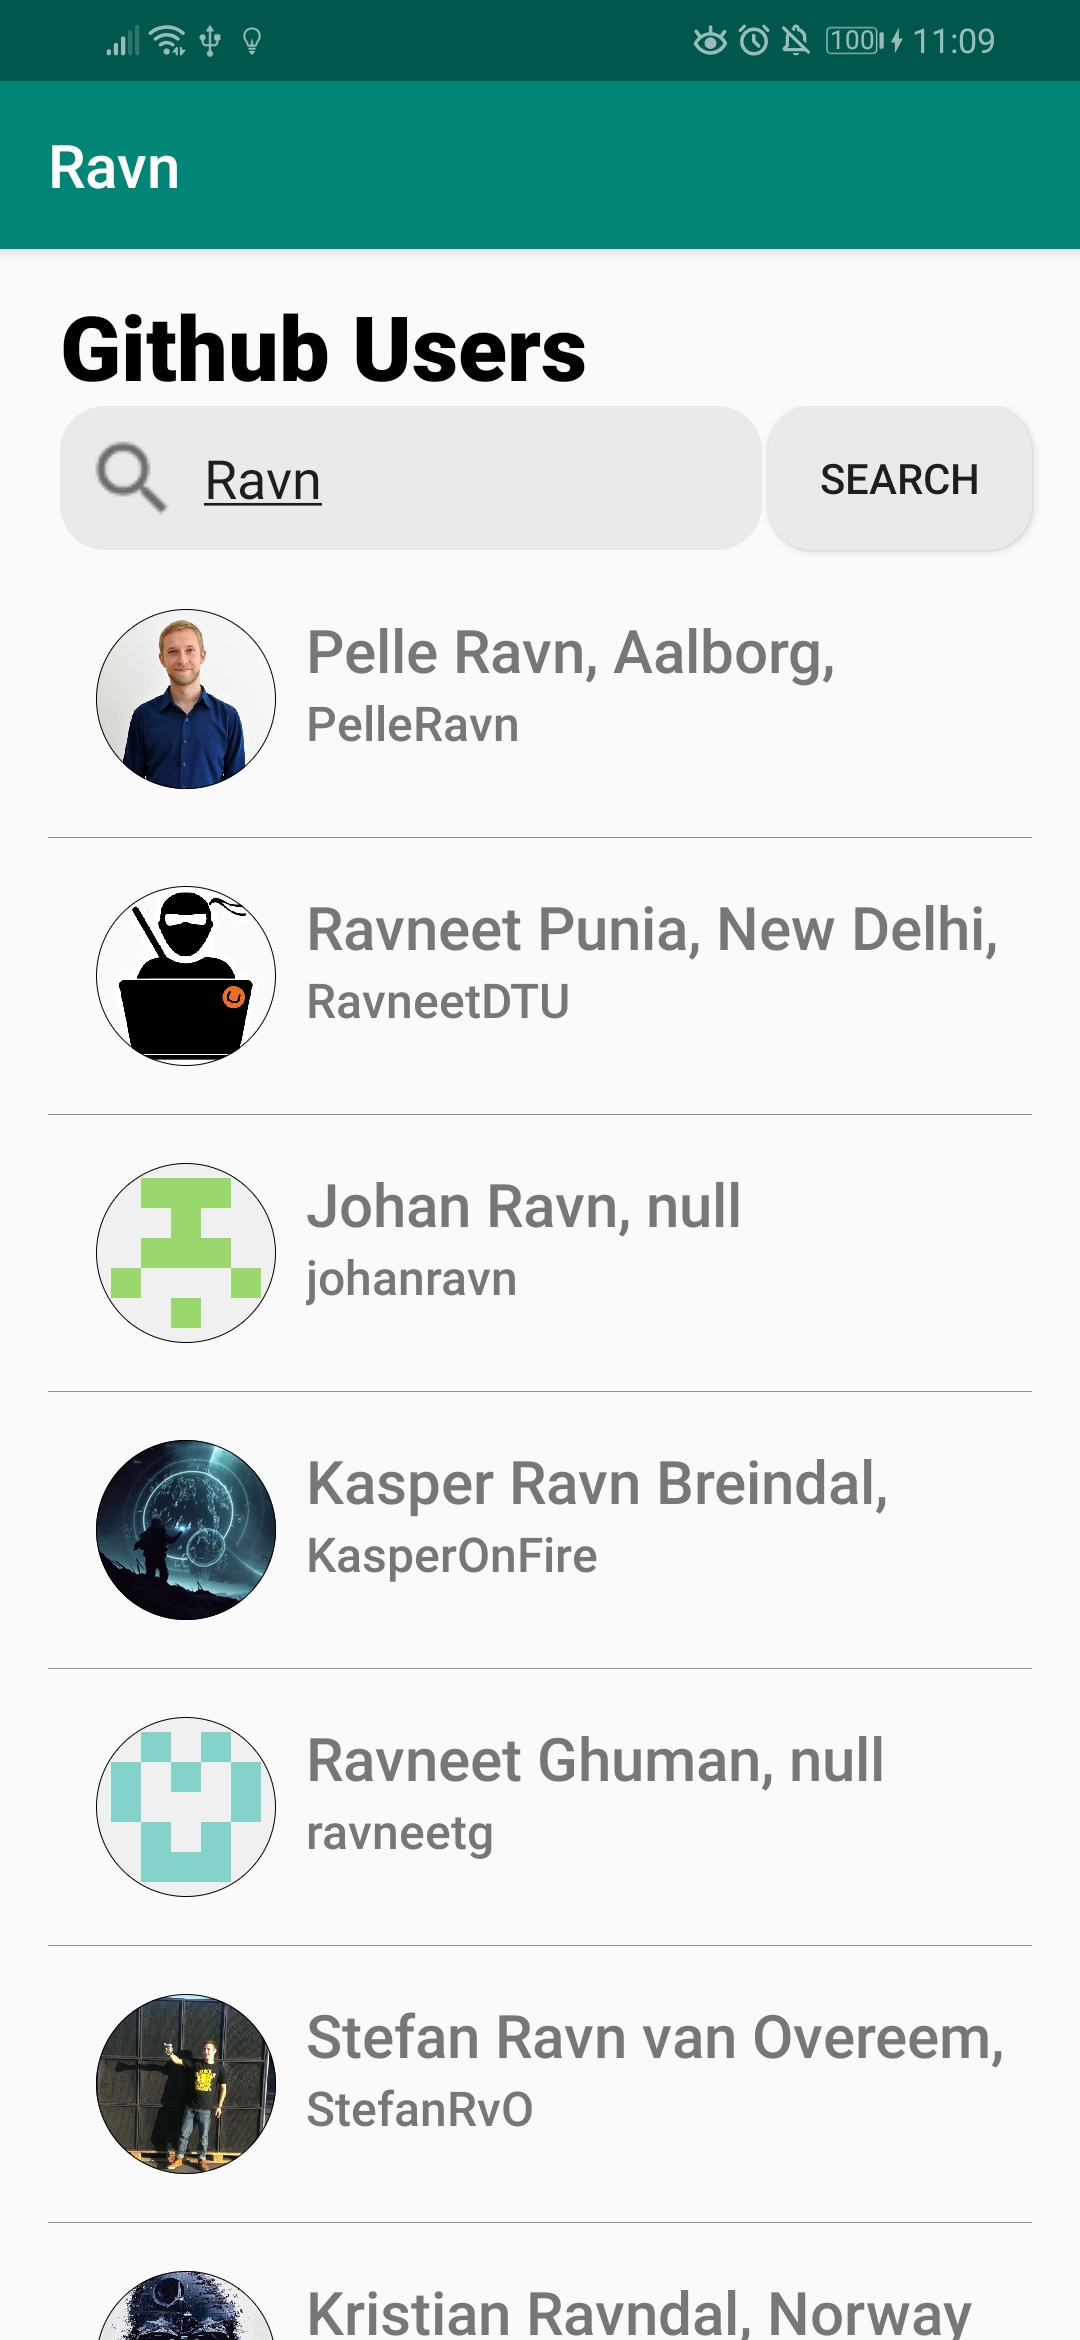 100 11:09
Ravn
Github Users
Ravn
SEARCH
Pelle Ravn, Aalborg,
PelleRavn
Ravneet Punia, New Delhi,
RavneetDTU
Johan Ravn, null
johanravn
Kasper Ravn Breindal,
KasperOnFire
Ravneet Ghuman, null
ravneetg
Stefan Ravn van Overeem,
StefanRvO
Kristian Ravndal, Norway